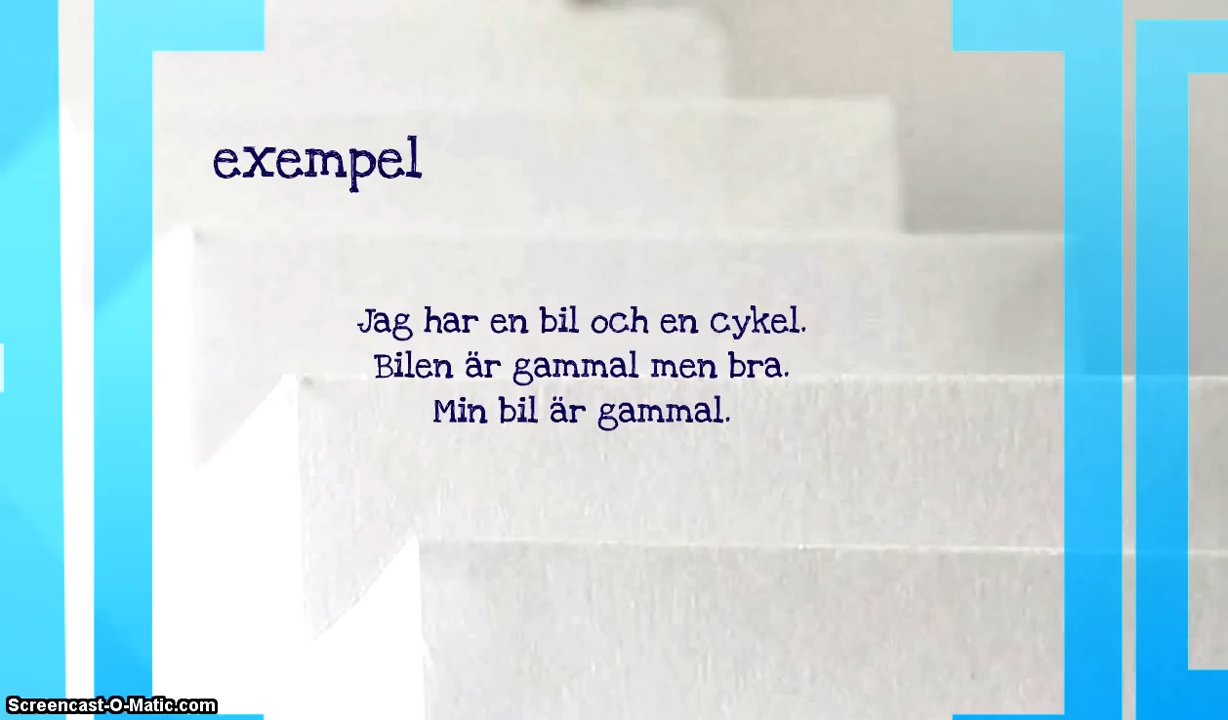 exempel
Jag har en bil och en cykel.
Bilen är gammal men bra.
Min bil är gammal.
Screencast-O-Matic.com